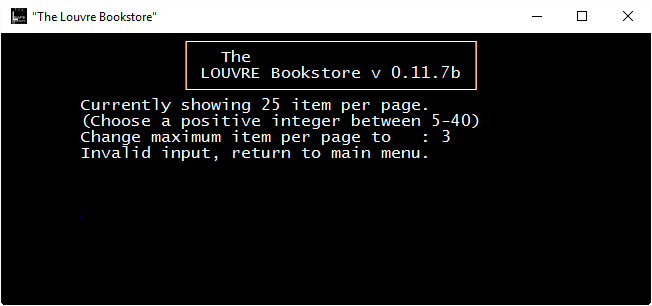 "The Louvre Bookstore"
The
LOUVRE Bookstore v 0.11.7b
Currently showing 25 item per page.
(Choose a positive integer between 5-40)
Change maximum item per page to   : 3
Invalid input, return to main menu.